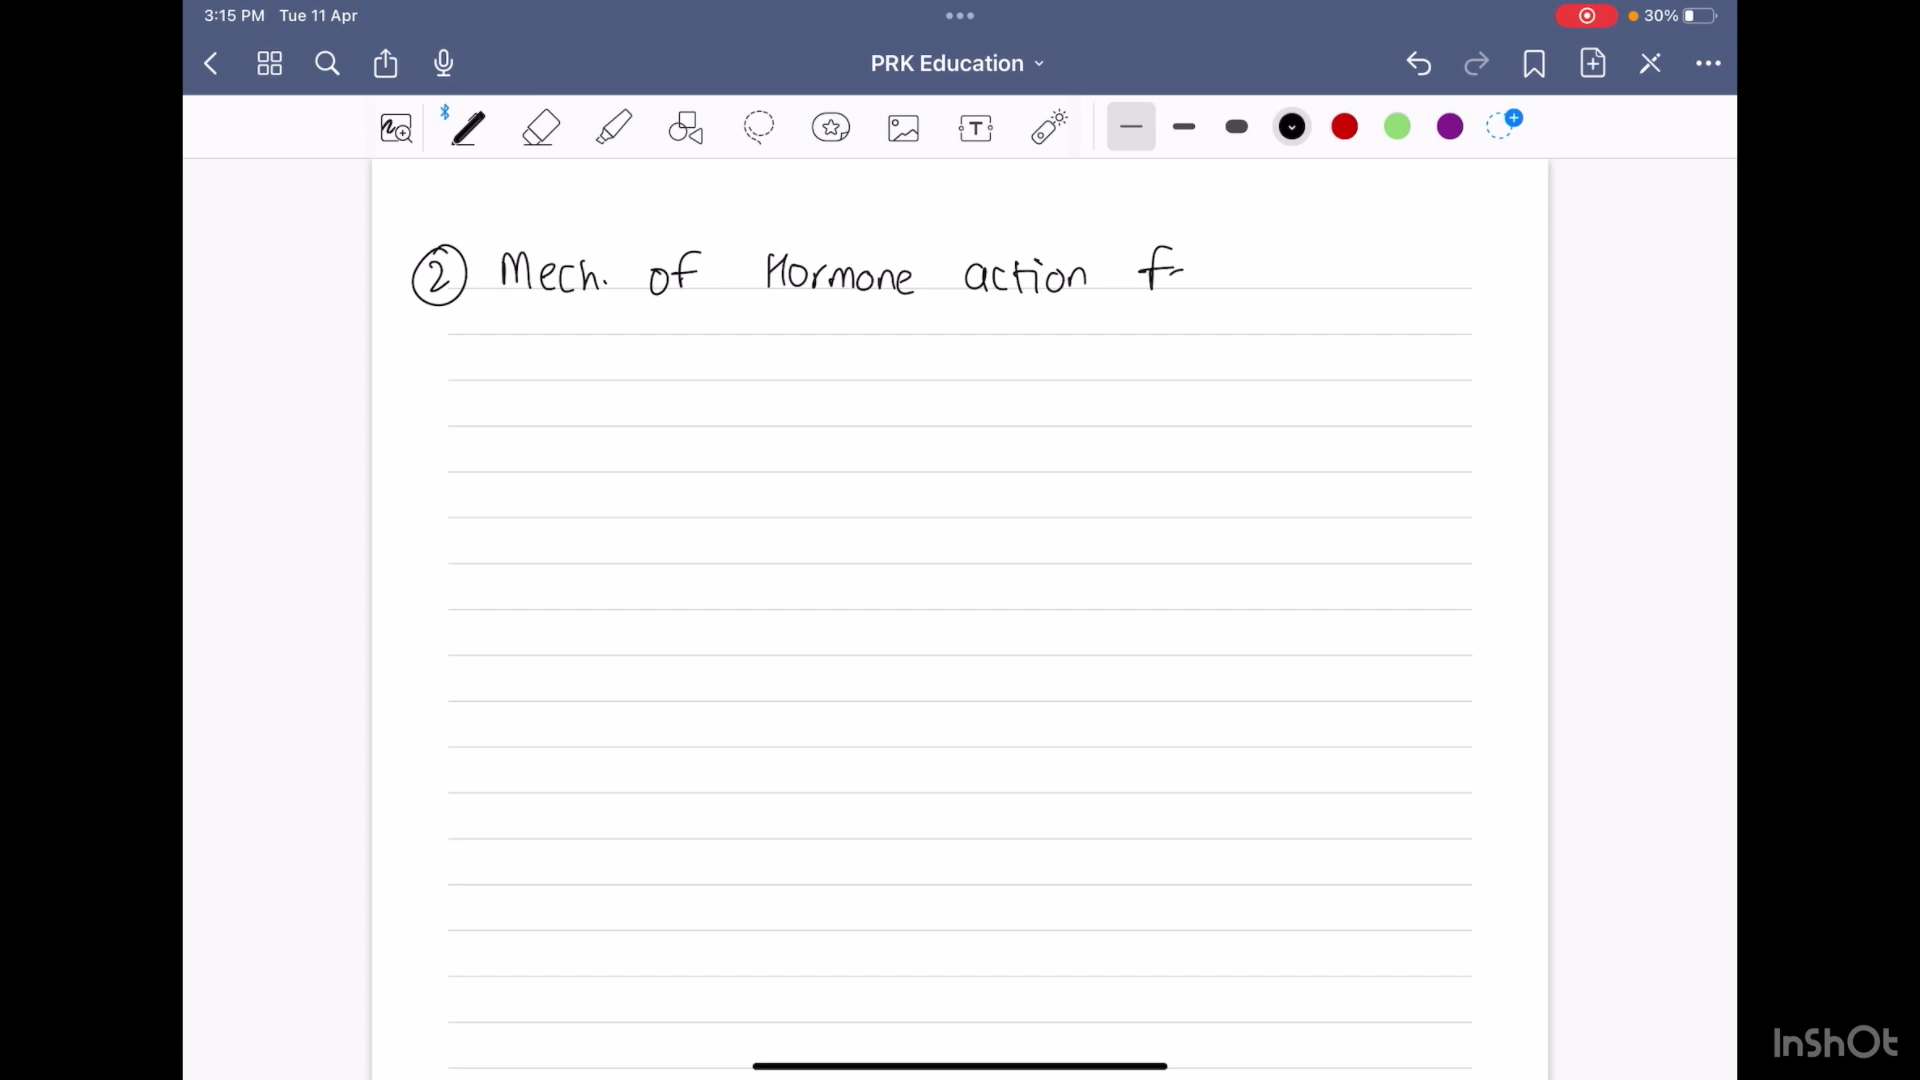 3:15 PM Tue 11 Apr
30%
PRK Education
T
② Mech. of Hormone action f
InShOt